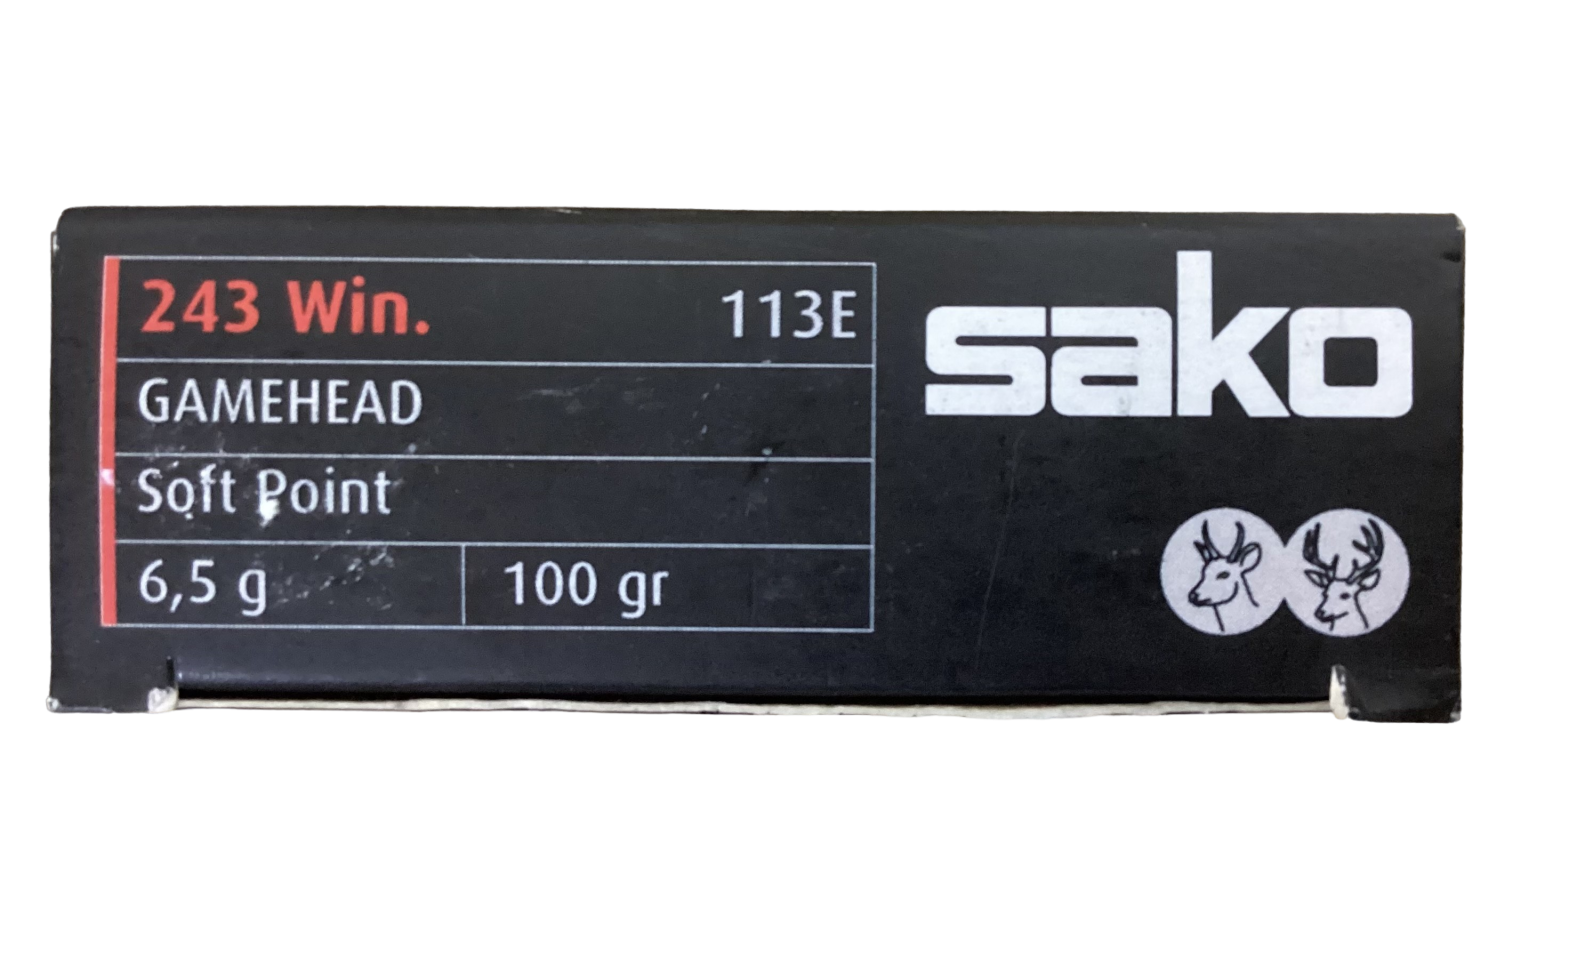 243 Win. 113E
GAMEHEAD
Soft Point
6,5 g 100 gr
sako